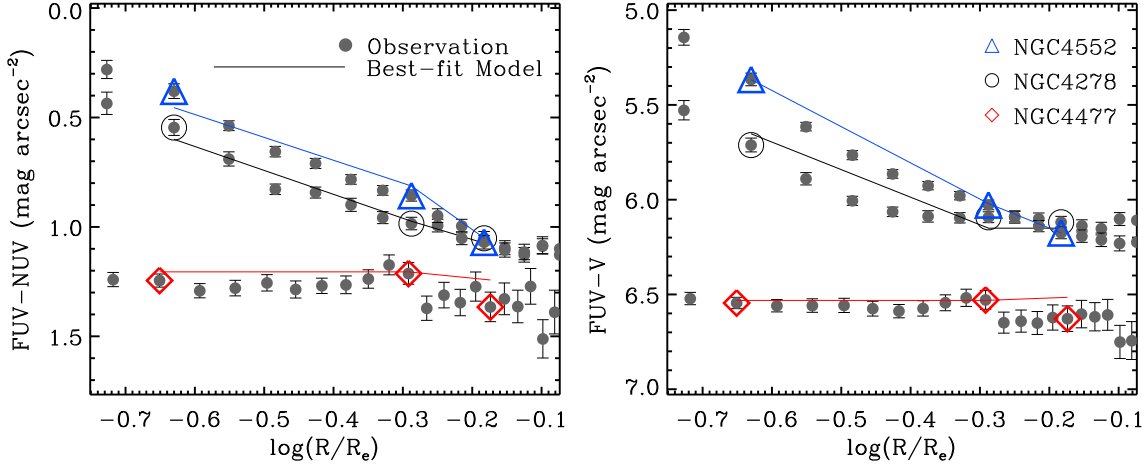 0.0
0.5
1.0
1.5
FUV−NUV (mag arcsec−2)
Observation
Best−fit Model
−0.7 −0.6 −0.5 −0.4 −0.3 −0.2 −0.1
log(R/Re)
5.0
5.5
6.0
6.5
7.0
FUV−V (mag arcsec−2)
NGC4552
NGC4278
NGC4477
−0.7 −0.6 −0.5 −0.4 −0.3 −0.2 −0.1
log(R/Re)